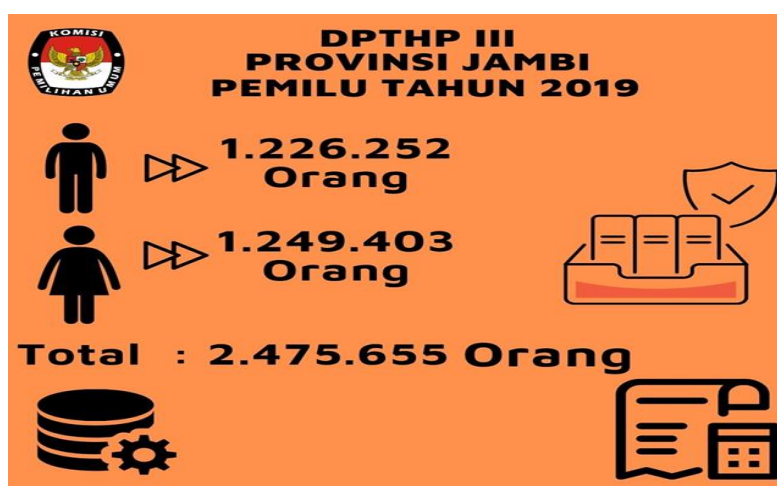 KOMISI
PEMILIHAN UMUM
DPTHP III
PROVINSI JAMBI
PEMILU TAHUN 2019
1.226.252
Orang
1.249.403
Orang
Total : 2.475.655 Orang